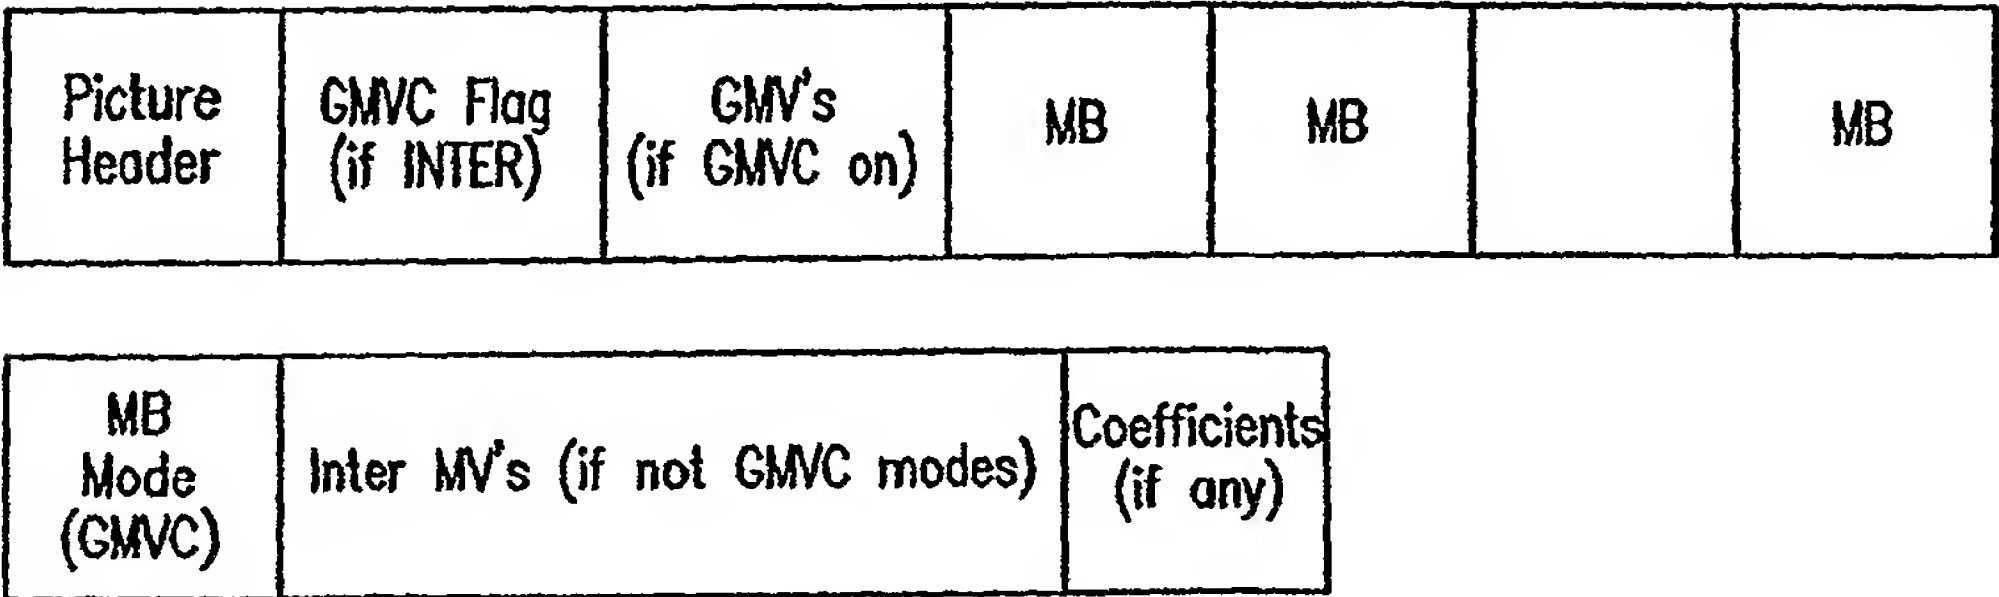 Picture
Header
GMVC Flag
(if INTER)
GMV's
(if GMVC on)
MB
MB
MB
MB
Mode
(GMVC)
Inter MV's (if not GMVC modes)
Coefficients
(if any)